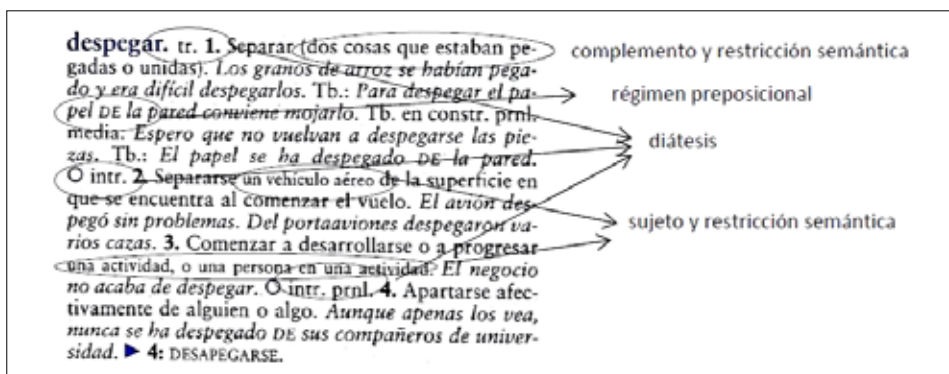 despegar. tr. 1. Separar (dos cosas que estaban pe-
gadas o unidas). Los granos de arroz se habían pega-
do y era difícil despegarlos. Tb.: Para despegar el pa-
pel DE la pared conviene mojarlo. Tb. en constr. prnl.
media: Espero que no vuelvan a despegarse las pie-
zas. Tb.: El papel se ha despegado DE la pared.
O intr. 2. Separarse un vehículo aéreo de la superficie en
que se encuentra al comenzar el vuelo. El avión des-
pegó sin problemas. Del portaaviones despegaron va-
rios cazas. 3. Comenzar a desarrollarse o a progresar
una actividad, o una persona en una actividad. El negocio
no acaba de despegar. O intr. prnl. 4. Apartarse afec-
tivamente de alguien o algo. Aunque apenas los vea,
nunca se ha despegado DE sus compañeros de univer-
sidad. ▶ 4: DESAPEGARSE.
complemento y restricción semántica
régimen preposicional
diátesis
sujeto y restricción semántica